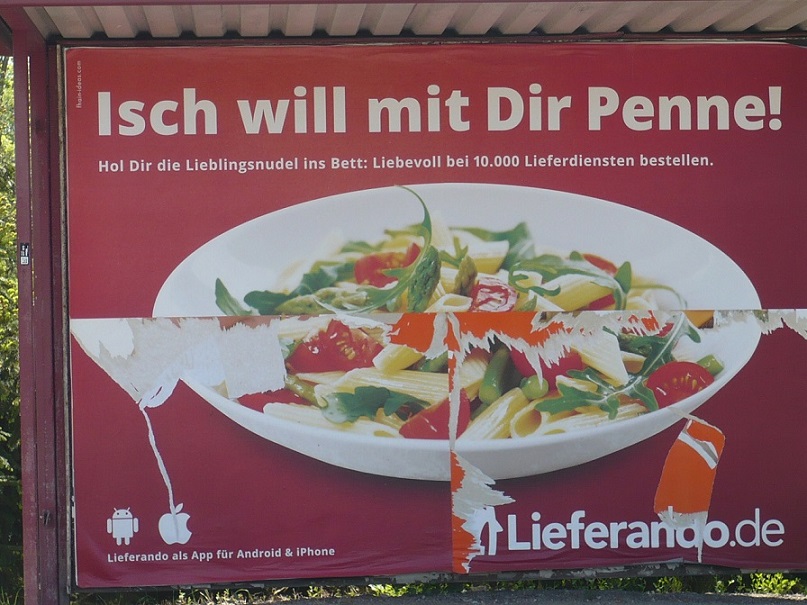 Isch will mit Dir Penne!
Hol Dir die Lieblingsnudel ins Bett: Liebevoll bei 10.000 Lieferdiensten bestellen.
Lieferando als App für Android & iPhone
Lieferando.de